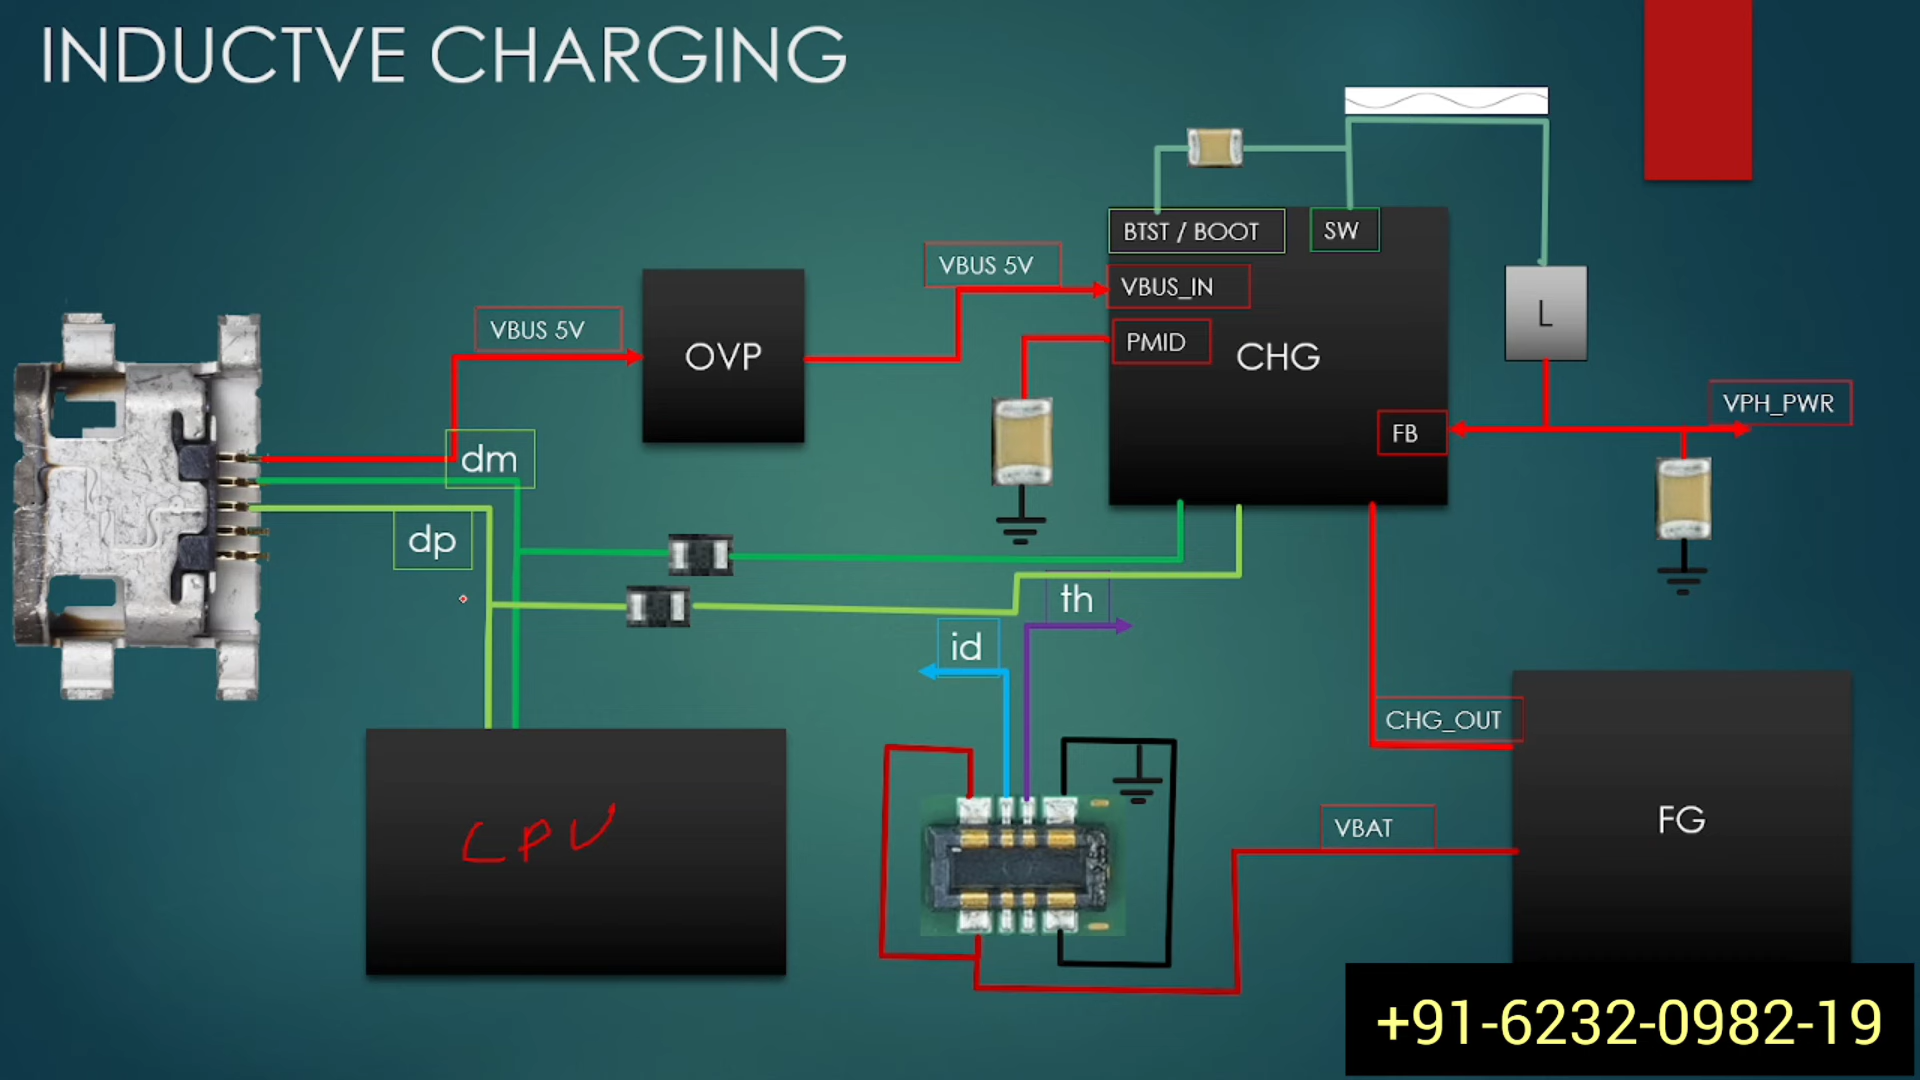 INDUCTVE CHARGING
BTST / BOOT
SW
VBUS 5V
VBUS_IN
VBUS 5V
PMID
OVP
CHG
L
VPH_PWR
FB
dm
dp
th
id
CHG_OUT
VBAT
FG
CPU
+91-6232-0982-19